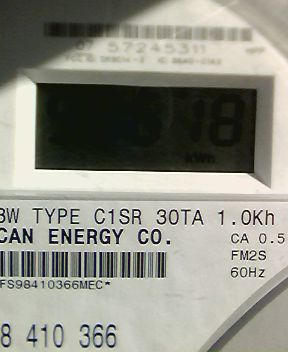 07 57245311
kWh
3W TYPE C1SR 30TA 1.0Kh
CAN ENERGY CO.
CA 0.5
FM2S
60Hz
FS98410366MEC*
8 410 366